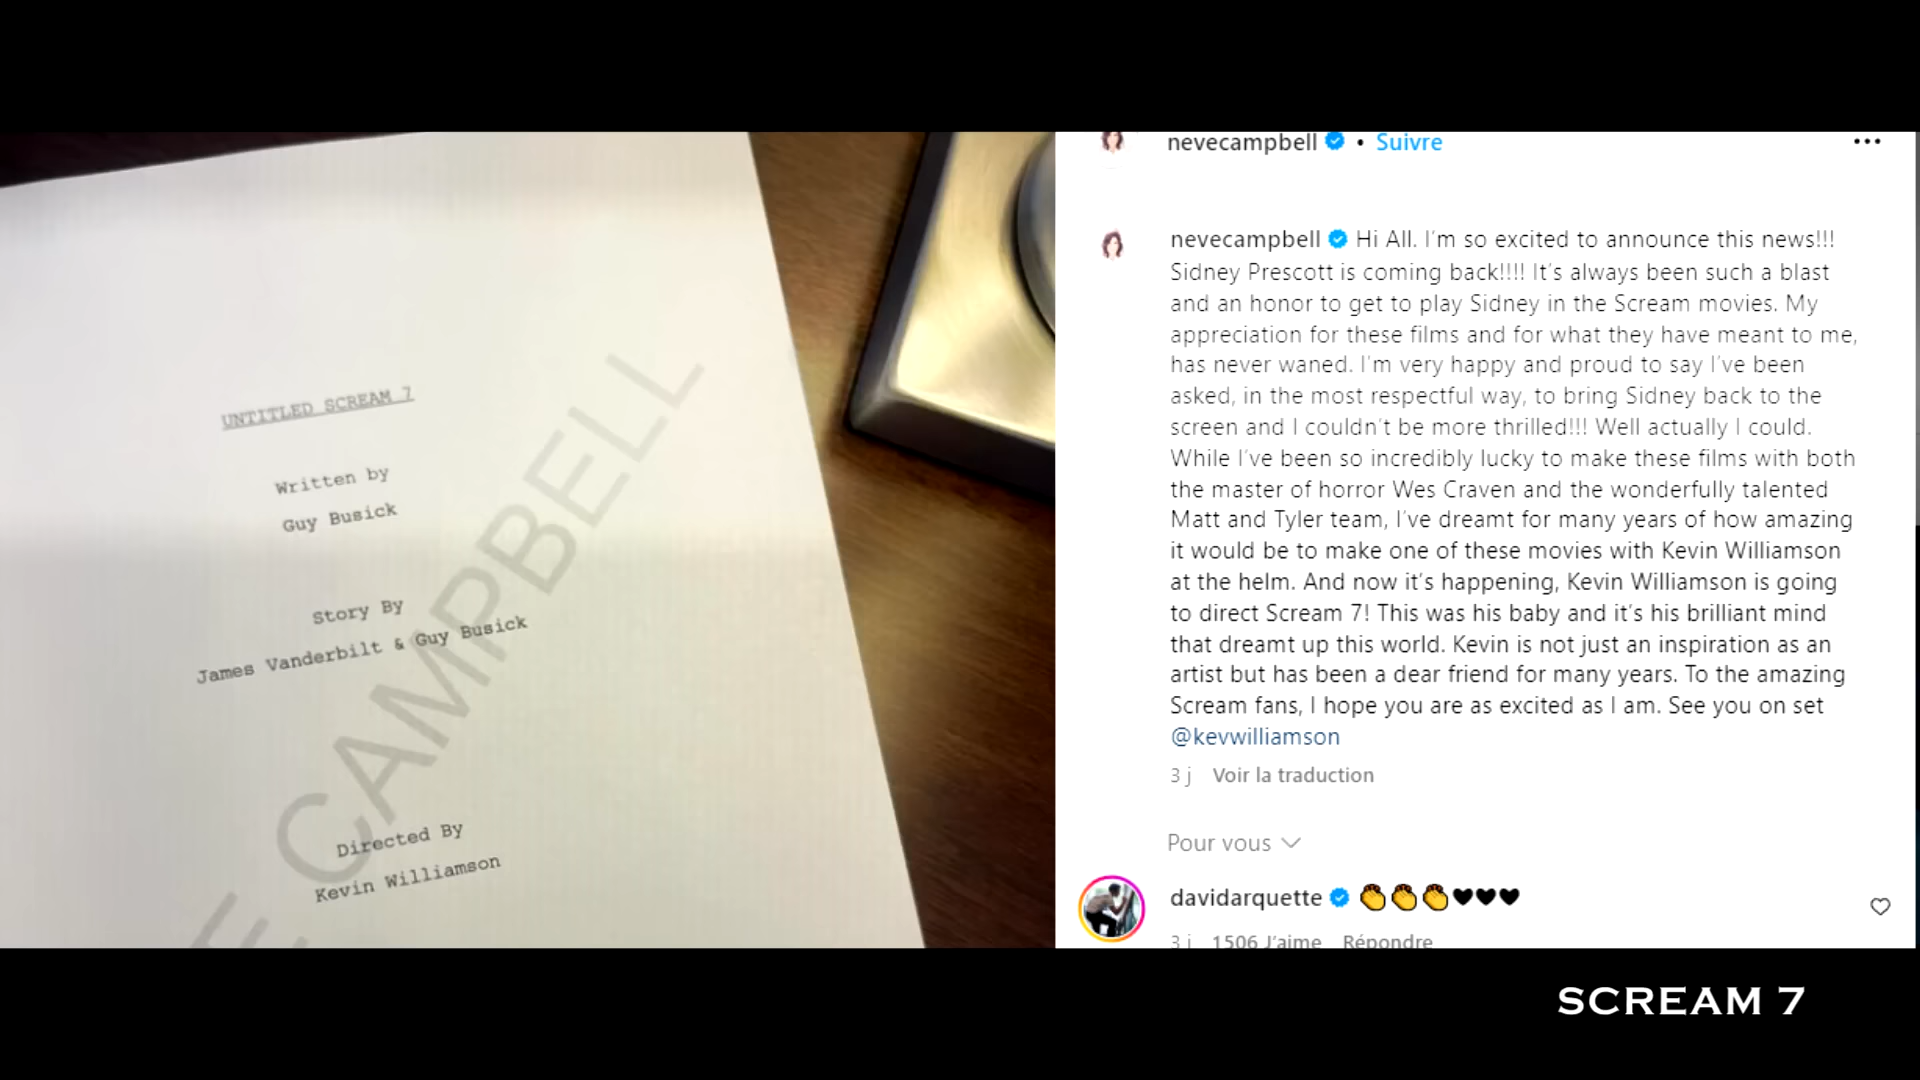 UNTITLED SCREAM 7
Written by
Guy Busick
Story By
James Vanderbilt & Guy Busick
Directed By
Kevin Williamson
E CAMPBELL
nevecampbell • Suivre
nevecampbell Hi All. I'm so excited to announce this news!!!
Sidney Prescott is coming back!!!! It's always been such a blast
and an honor to get to play Sidney in the Scream movies. My
appreciation for these films and for what they have meant to me,
has never waned. I'm very happy and proud to say I've been
asked, in the most respectful way, to bring Sidney back to the
screen and I couldn't be more thrilled!!! Well actually I could.
While I've been so incredibly lucky to make these films with both
the master of horror Wes Craven and the wonderfully talented
Matt and Tyler team, I've dreamt for many years of how amazing
it would be to make one of these movies with Kevin Williamson
at the helm. And now it's happening, Kevin Williamson is going
to direct Scream 7! This was his baby and it's his brilliant mind
that dreamt up this world. Kevin is not just an inspiration as an
artist but has been a dear friend for many years. To the amazing
Scream fans, I hope you are as excited as I am. See you on set
@kevwilliamson
3 j Voir la traduction
Pour vous
davidarquette 👏👏👏🖤🖤🖤
3 j 1506 J'aime Répondre
SCREAM 7